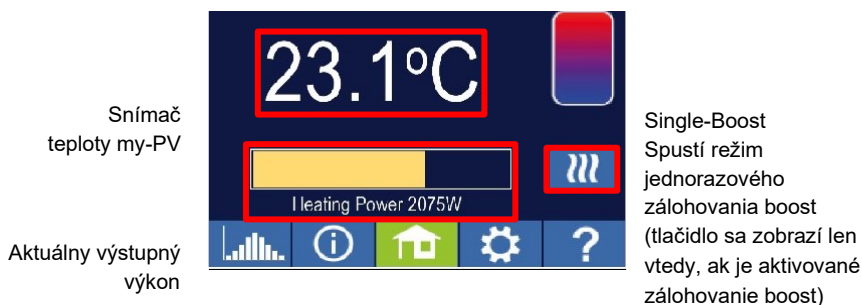 Snímač
teploty my-PV
Aktuálny výstupný
výkon
23.1°C
Heating Power 2075W
?
Single-Boost
Spustí režim
jednorazového
zálohovania boost
(tlačidlo sa zobrazí len
vtedy, ak je aktivované
zálohovanie boost)